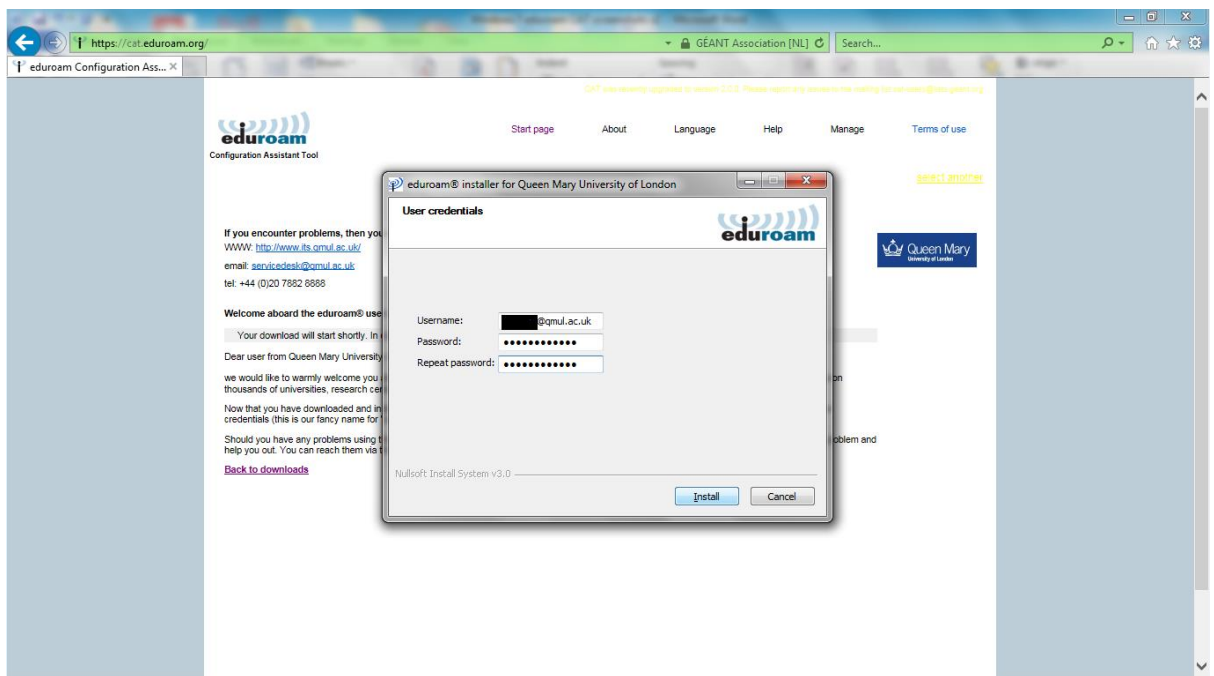 https://cat.eduroam.org/
GÉANT Association [NL]
Search...
eduroam Configuration Ass...
eduroam
Configuration Assistant Tool
Start page About Language Help Manage Terms of use
select another
eduroam® installer for Queen Mary University of London
User credentials
eduroam
If you encounter problems, then you
WWW: http://www.its.qmul.ac.uk/
email: servicedesk@qmul.ac.uk
tel: +44 (0)20 7882 8888
Queen Mary
University of London
Welcome aboard the eduroam® use
Your download will start shortly. In
Dear user from Queen Mary University
we would like to warmly welcome you
on
thousands of universities, research cer
Now that you have downloaded and in
credentials (this is our fancy name for
Should you have any problems using t
oblem and
help you out. You can reach them via t
Back to downloads
Username: @qmul.ac.uk
Password: ●●●●●●●●●●●●
Repeat password: ●●●●●●●●●●●●
Nullsoft Install System v3.0
Install Cancel